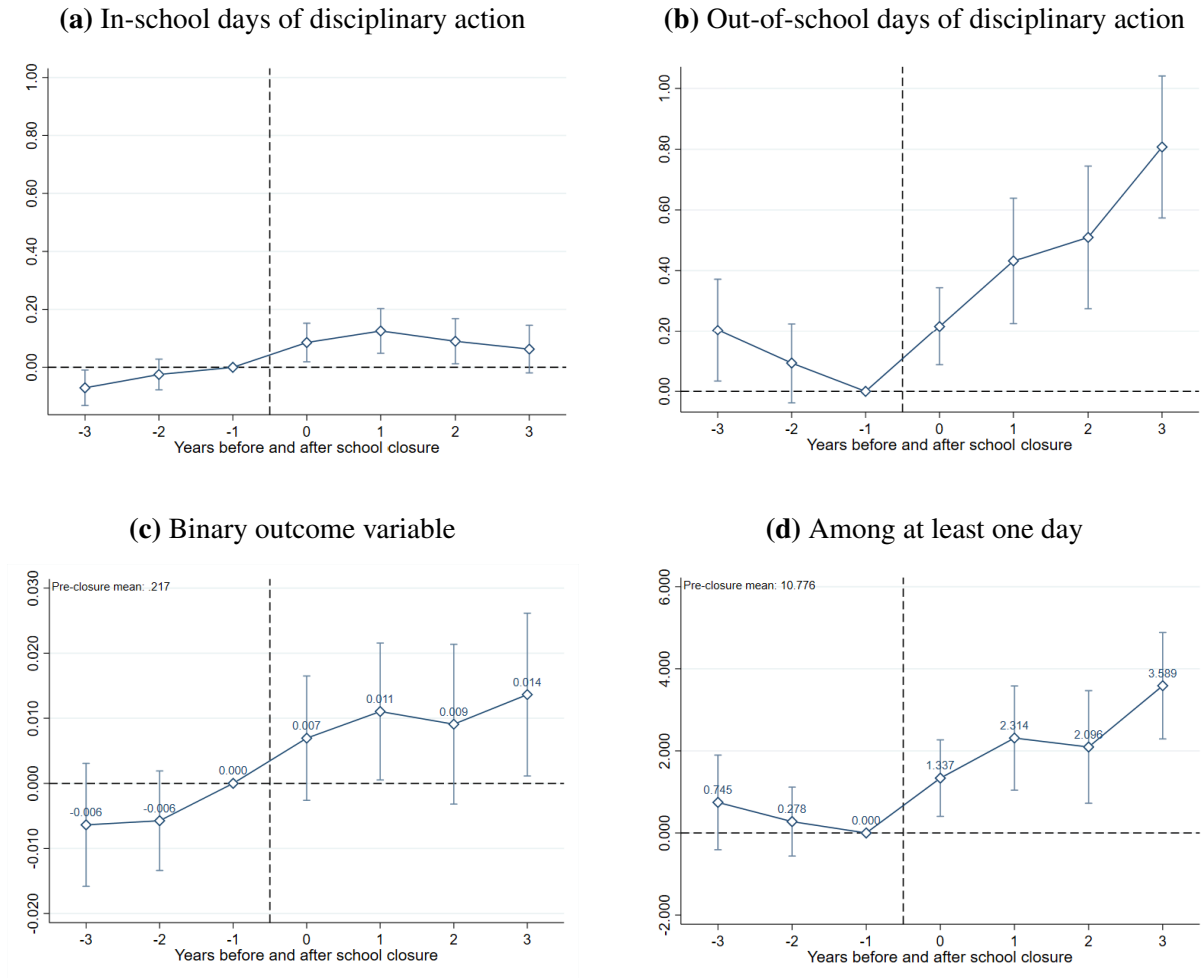 (a) In-school days of disciplinary action
1.00
0.80
0.60
0.40
0.20
0.00
-3 -2 -1 0 1 2 3
Years before and after school closure
(b) Out-of-school days of disciplinary action
1.00
0.80
0.60
0.40
0.20
0.00
-3 -2 -1 0 1 2 3
Years before and after school closure
(c) Binary outcome variable
Pre-closure mean: .217
0.030
0.020
0.010
0.000
-0.010
-0.020
-0.006 -0.006 0.000 0.007 0.011 0.009 0.014
-3 -2 -1 0 1 2 3
Years before and after school closure
(d) Among at least one day
Pre-closure mean: 10.776
6.000
4.000
2.000
0.000
-2.000
0.745 0.278 0.000 1.337 2.314 2.096 3.589
-3 -2 -1 0 1 2 3
Years before and after school closure